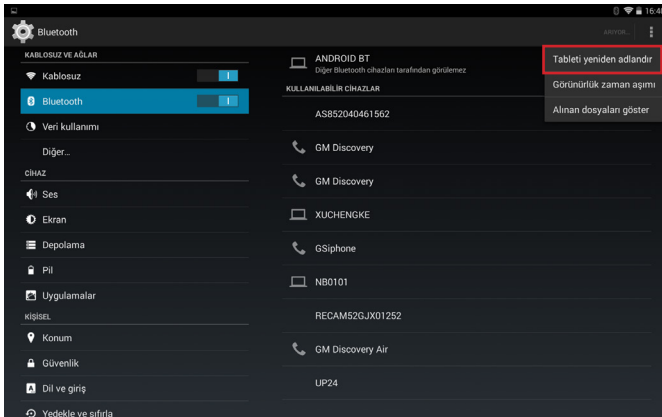 16:40
Bluetooth
ARIYOR...
KABLOSUZ VE AĞLAR
Kablosuz
I
Bluetooth
I
Veri kullanımı
Diğer...
CİHAZ
Ses
Ekran
Depolama
Pil
Uygulamalar
KİŞİSEL
Konum
Güvenlik
A Dil ve giriş
Yedekle ve sıfırla
ANDROID BT
Diğer Bluetooth cihazları tarafından görülemez
KULLANILABİLİR CİHAZLAR
AS852040461562
GM Discovery
GM Discovery
XUCHENGKE
GSiphone
NB0101
RECAM52GJX01252
GM Discovery Air
UP24
Tableti yeniden adlandır
Görünürlük zaman aşımı
Alınan dosyaları göster